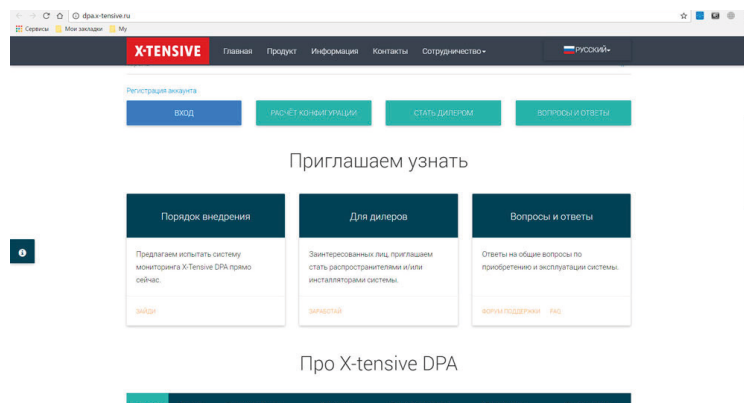 dpa.x-tensive.ru
Сервисы Мои закладки My
X-TENSIVE Главная Продукт Информация Контакты Сотрудничество РУССКИЙ
Регистрация аккаунта
ВХОД РАСЧЁТ КОНФИГУРАЦИИ СТАТЬ ДИЛЕРОМ ВОПРОСЫ И ОТВЕТЫ
Приглашаем узнать
Порядок внедрения Для дилеров Вопросы и ответы
Предлагаем испытать систему Заинтересованных лиц, приглашаем Ответы на общие вопросы по
мониторинга X-Tensive DPA прямо стать распространителями и/или приобретению и эксплуатации системы.
сейчас. инсталляторами системы.
ЗАЙДИ ЗАРАБОТАЙ ФОРУМ ПОДДЕРЖКИ FAQ
Про X-tensive DPA